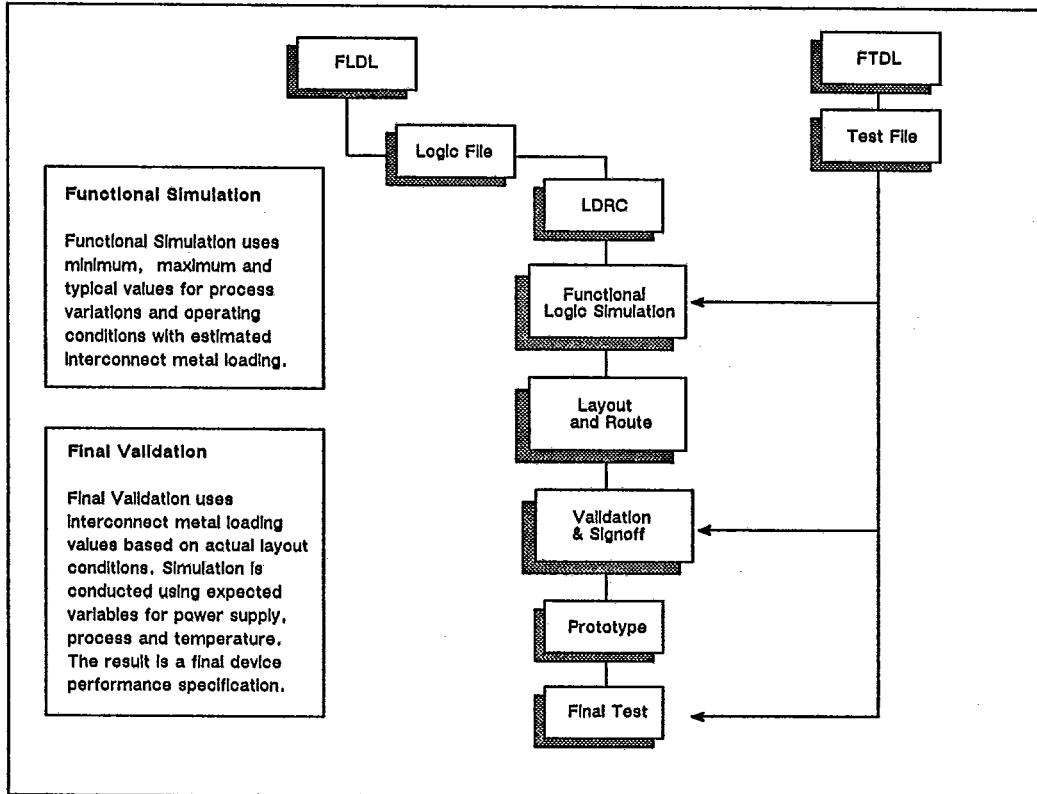 FLDL
FTDL
Logic File
Test File
LDRC
Functional Simulation
Functional Simulation uses
minimum, maximum and
typical values for process
variations and operating
conditions with estimated
interconnect metal loading.
Functional
Logic Simulation
Layout
and Route
Final Validation
Final Validation uses
interconnect metal loading
values based on actual layout
conditions. Simulation is
conducted using expected
variables for power supply,
process and temperature.
The result is a final device
performance specification.
Validation
& Signoff
Prototype
Final Test